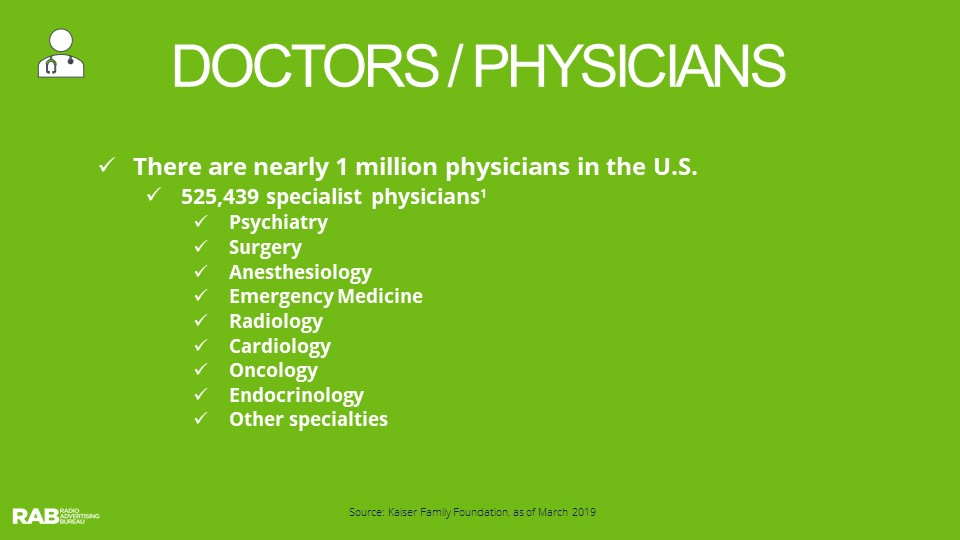 DOCTORS / PHYSICIANS
✓ There are nearly 1 million physicians in the U.S.
✓ 525,439 specialist physicians¹
✓ Psychiatry
✓ Surgery
✓ Anesthesiology
✓ Emergency Medicine
✓ Radiology
✓ Cardiology
✓ Oncology
✓ Endocrinology
✓ Other specialties
RAB RADIO
ADVERTISING
BUREAU
Source: Kaiser Family Foundation, as of March 2019